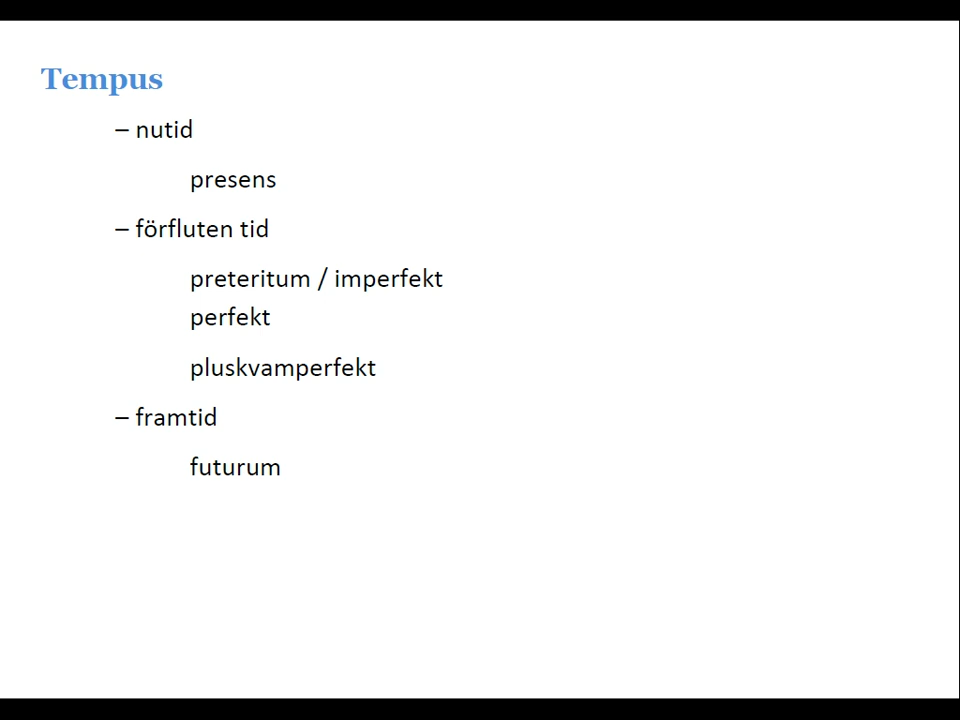 Tempus
– nutid
presens
– förfluten tid
preteritum / imperfekt
perfekt
pluskvamperfekt
– framtid
futurum